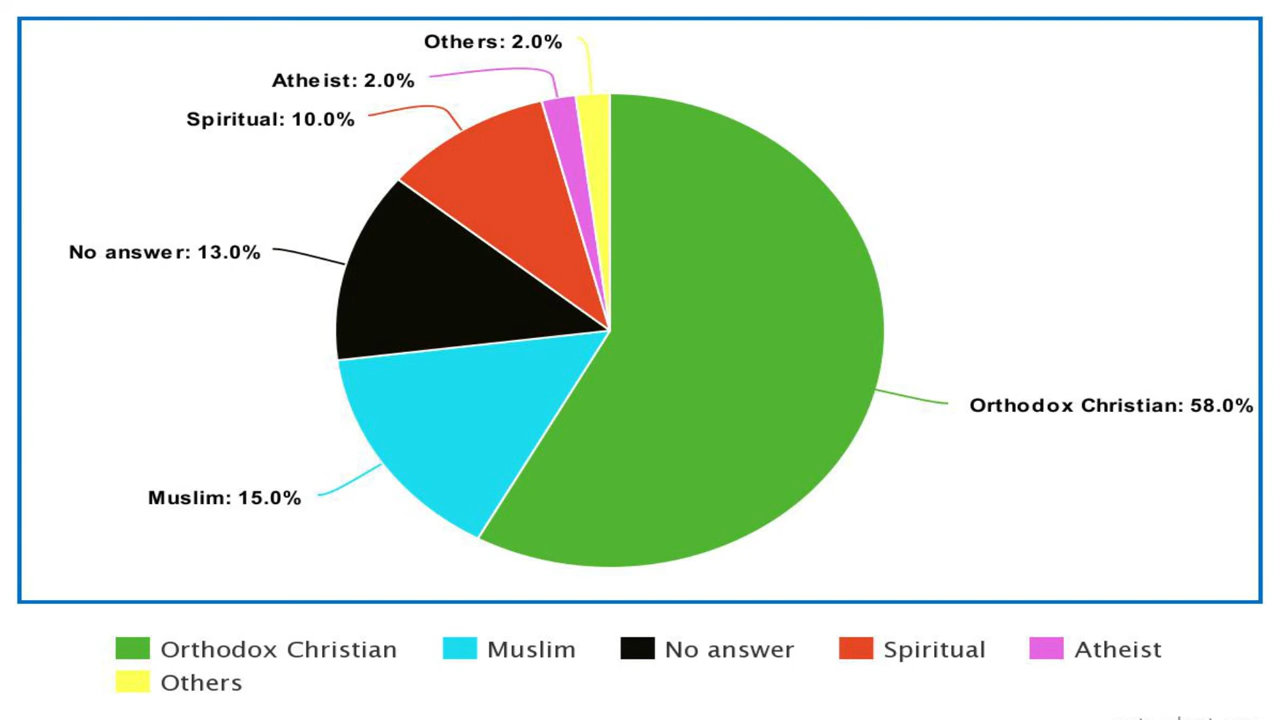 Others: 2.0%
Atheist: 2.0%
Spiritual: 10.0%
No answer: 13.0%
Orthodox Christian: 58.0%
Muslim: 15.0%
Orthodox Christian Muslim No answer Spiritual Atheist
Others